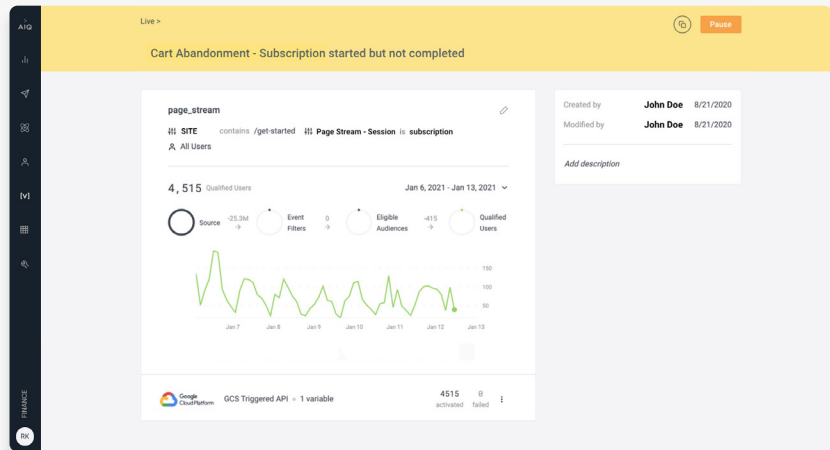 AIQ
Live >
Pause
Cart Abandonment - Subscription started but not completed
page_stream
SITE contains /get-started Page Stream - Session is subscription
All Users
4,515 Qualified Users
Jan 6, 2021 - Jan 13, 2021
Source
-25.3M
Event Filters
0
Eligible Audiences
-415
Qualified Users
150
100
50
Jan 7 Jan 8 Jan 9 Jan 10 Jan 11 Jan 12 Jan 13
Google Cloud Platform
GCS Triggered API 1 variable
4515 activated
0 failed
Created by John Doe 8/21/2020
Modified by John Doe 8/21/2020
Add description
[V]
FINANCE
RK